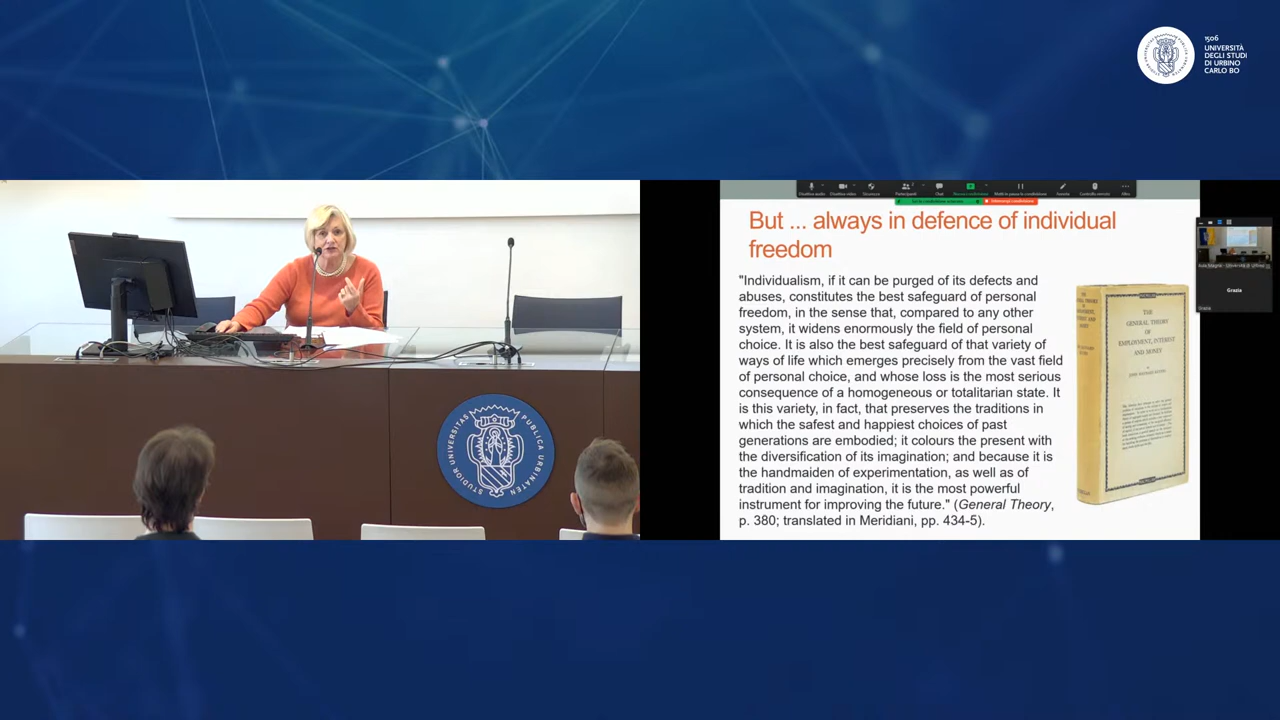 1506
UNIVERSITÀ
DEGLI STUDI
DI URBINO
CARLO BO
But ... always in defence of individual
freedom
"Individualism, if it can be purged of its defects and
abuses, constitutes the best safeguard of personal
freedom, in the sense that, compared to any other
system, it widens enormously the field of personal
choice. It is also the best safeguard of that variety of
ways of life which emerges precisely from the vast field
of personal choice, and whose loss is the most serious
consequence of a homogeneous or totalitarian state. It
is this variety, in fact, that preserves the traditions in
which the safest and happiest choices of past
generations are embodied; it colours the present with
the diversification of its imagination; and because it is
the handmaiden of experimentation, as well as of
tradition and imagination, it is the most powerful
instrument for improving the future." (General Theory,
p. 380; translated in Meridiani, pp. 434-5).
THE
GENERAL THEORY
OF
EMPLOYMENT, INTEREST
AND MONEY
Grazia
STUDIOR UNIVERSITAS PUBLICA URBINATEN